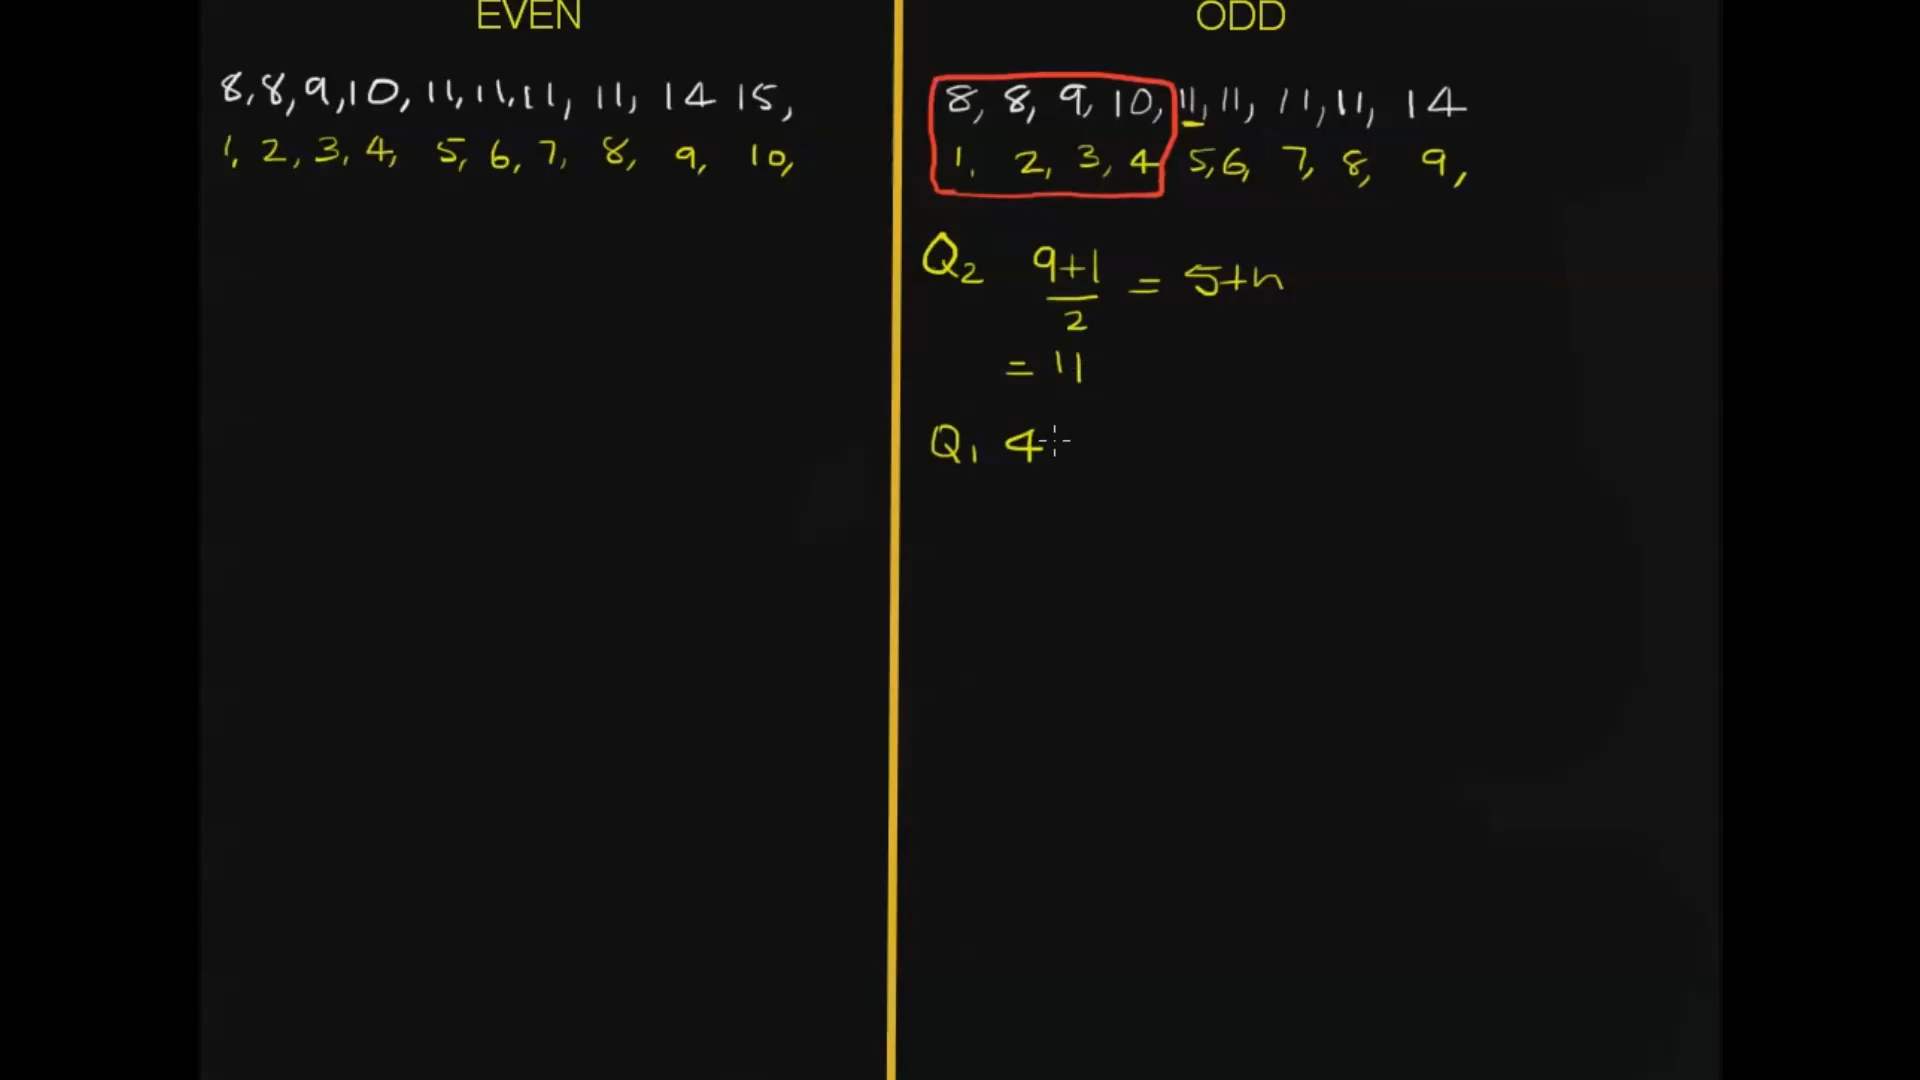 EVEN
8, 8, 9, 10, 11, 11, 11, 11, 14 15,
1, 2, 3, 4, 5, 6, 7, 8, 9, 10,
ODD
8, 8, 9, 10, 11, 11, 11, 11, 14
1, 2, 3, 4 5, 6, 7, 8, 9,
Q2 9+1/2 = 5th
= 11
Q1 4